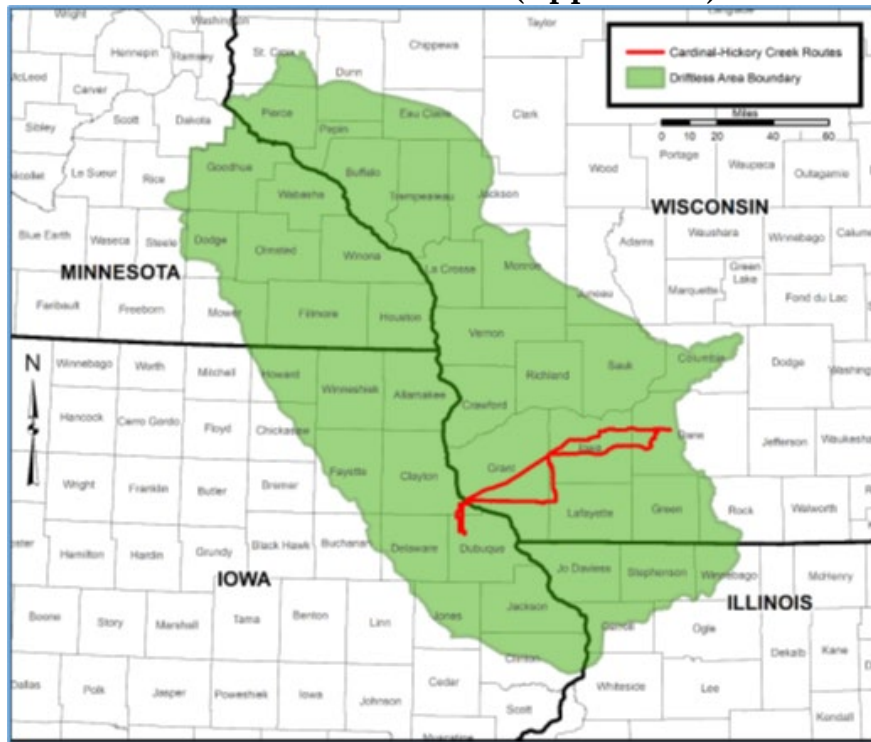 Wright
Washington
Taylor
Langlade
Cardinal-Hickory Creek Routes
Driftless Area Boundary
Miles
0 10 20 40 60
Hennepin
Ramsey
St. Croix
Chippewa
Dunn
McLeod
Carver
Scott
Dakota
Pierce
Pepin
Eau Claire
Clark
Sibley
Le Sueur
Rice
Goodhue
Wabasha
Buffalo
Trempealeau
Jackson
Wood
Portage
Waupaca
Outagamie
WISCONSIN
Blue Earth
Waseca
Steele
Dodge
Olmsted
Winona
La Crosse
Monroe
Juneau
Adams
Waushara
Winnebago
Marquette
Green
Lake
Fond du Lac
MINNESOTA
Faribault
Freeborn
Mower
Fillmore
Houston
Vernon
Richland
Sauk
Columbia
Dodge
N
Winnebago
Worth
Mitchell
Howard
Winneshiek
Allamakee
Crawford
Hancock
Cerro Gordo
Floyd
Chickasaw
Grant
Iowa
Dane
Jefferson
Waukesha
Wright
Franklin
Butler
Bremer
Fayette
Clayton
Lafayette
Green
Rock
Walworth
Hamilton
Hardin
Grundy
Black Hawk
Buchanan
Delaware
Dubuque
Jo Daviess
Stephenson
Winnebago
McHenry
IOWA
ILLINOIS
Boone
Story
Marshall
Tama
Benton
Linn
Jones
Jackson
Ogle
Dekalb
Kane
Clinton
Dallas
Polk
Jasper
Poweshiek
Iowa
Johnson
Cedar
Scott
Whiteside
Lee
Kendall
Muscatine